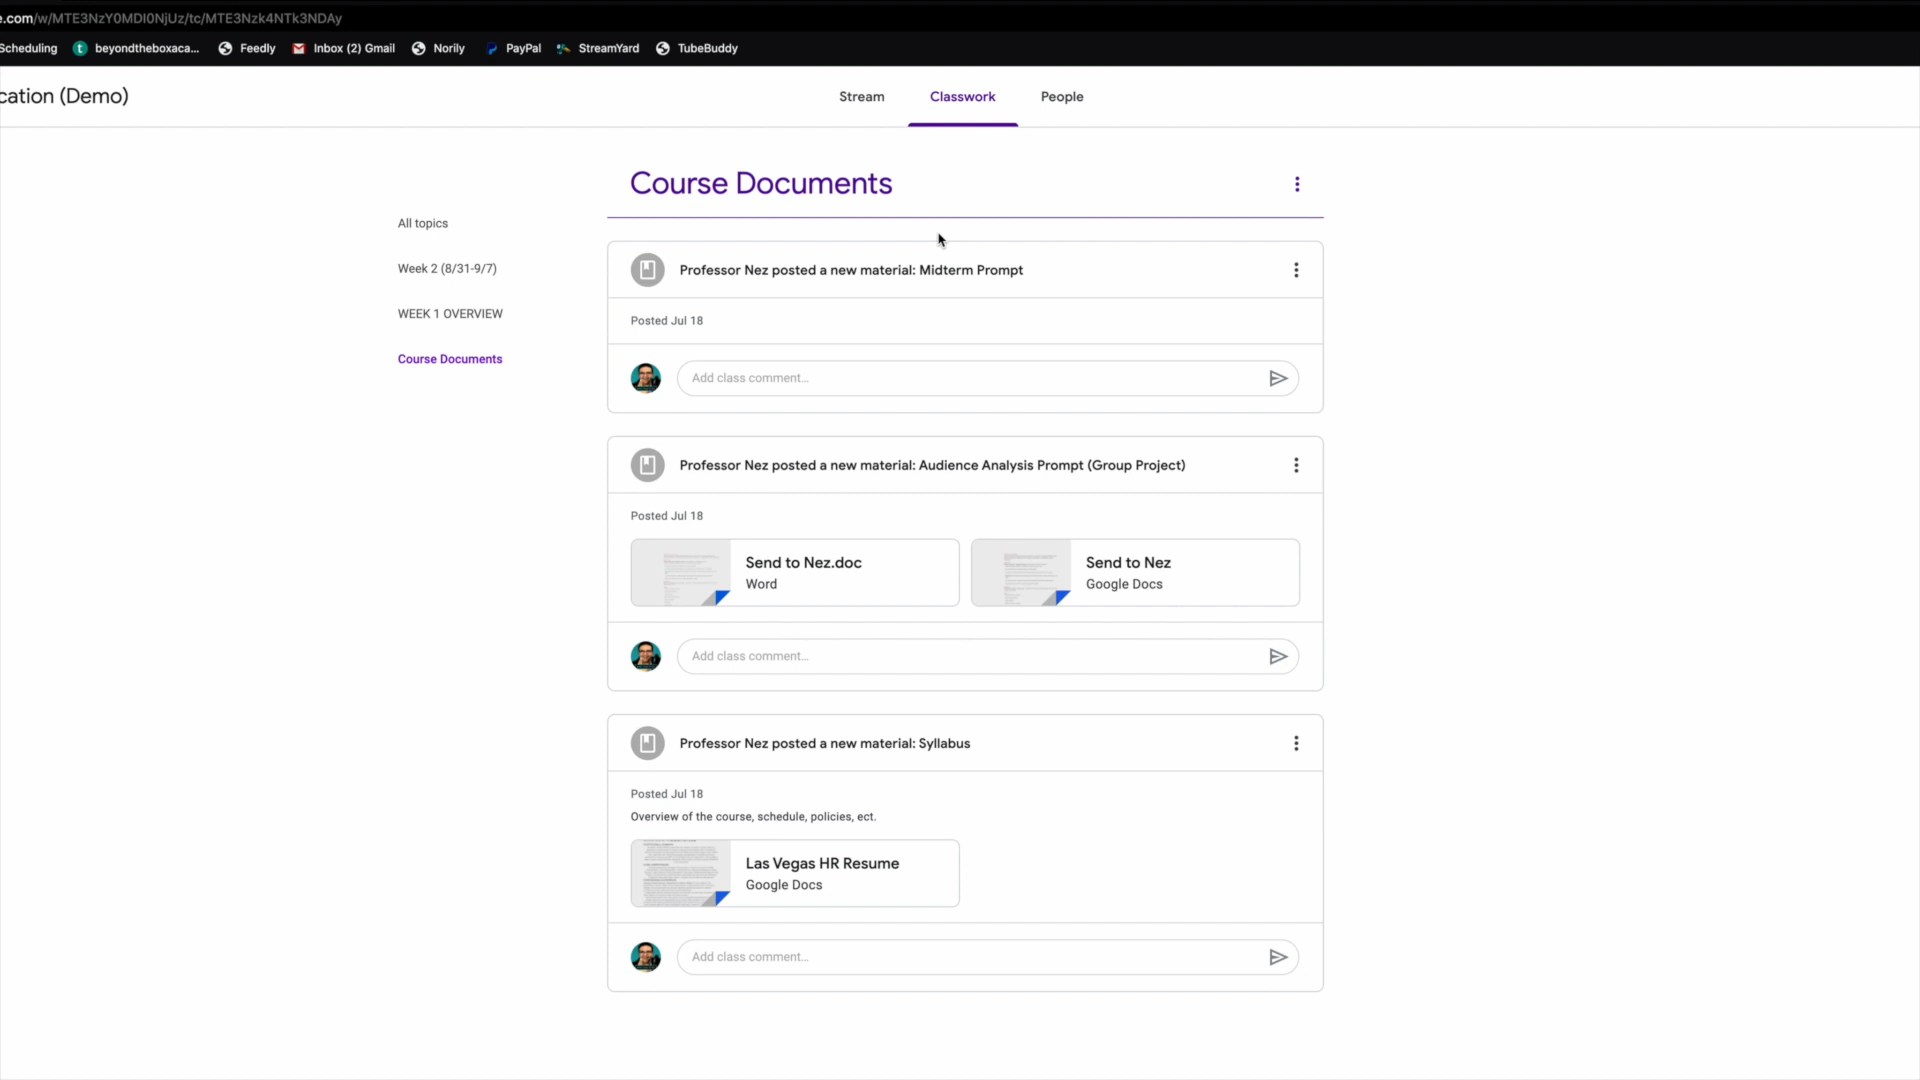 e.com/w/MTE3NzY0MDI0NjUz/tc/MTE3Nzk4NTk3NDAy
Scheduling beyondtheboxaca... Feedly Inbox (2) Gmail Norily PayPal StreamYard TubeBuddy
cation (Demo) Stream Classwork People
Course Documents
All topics
Week 2 (8/31-9/7)
WEEK 1 OVERVIEW
Course Documents
Professor Nez posted a new material: Midterm Prompt
Posted Jul 18
Add class comment...
Professor Nez posted a new material: Audience Analysis Prompt (Group Project)
Posted Jul 18
Send to Nez.doc
Word
Send to Nez
Google Docs
Add class comment...
Professor Nez posted a new material: Syllabus
Posted Jul 18
Overview of the course, schedule, policies, ect.
Las Vegas HR Resume
Google Docs
Add class comment...